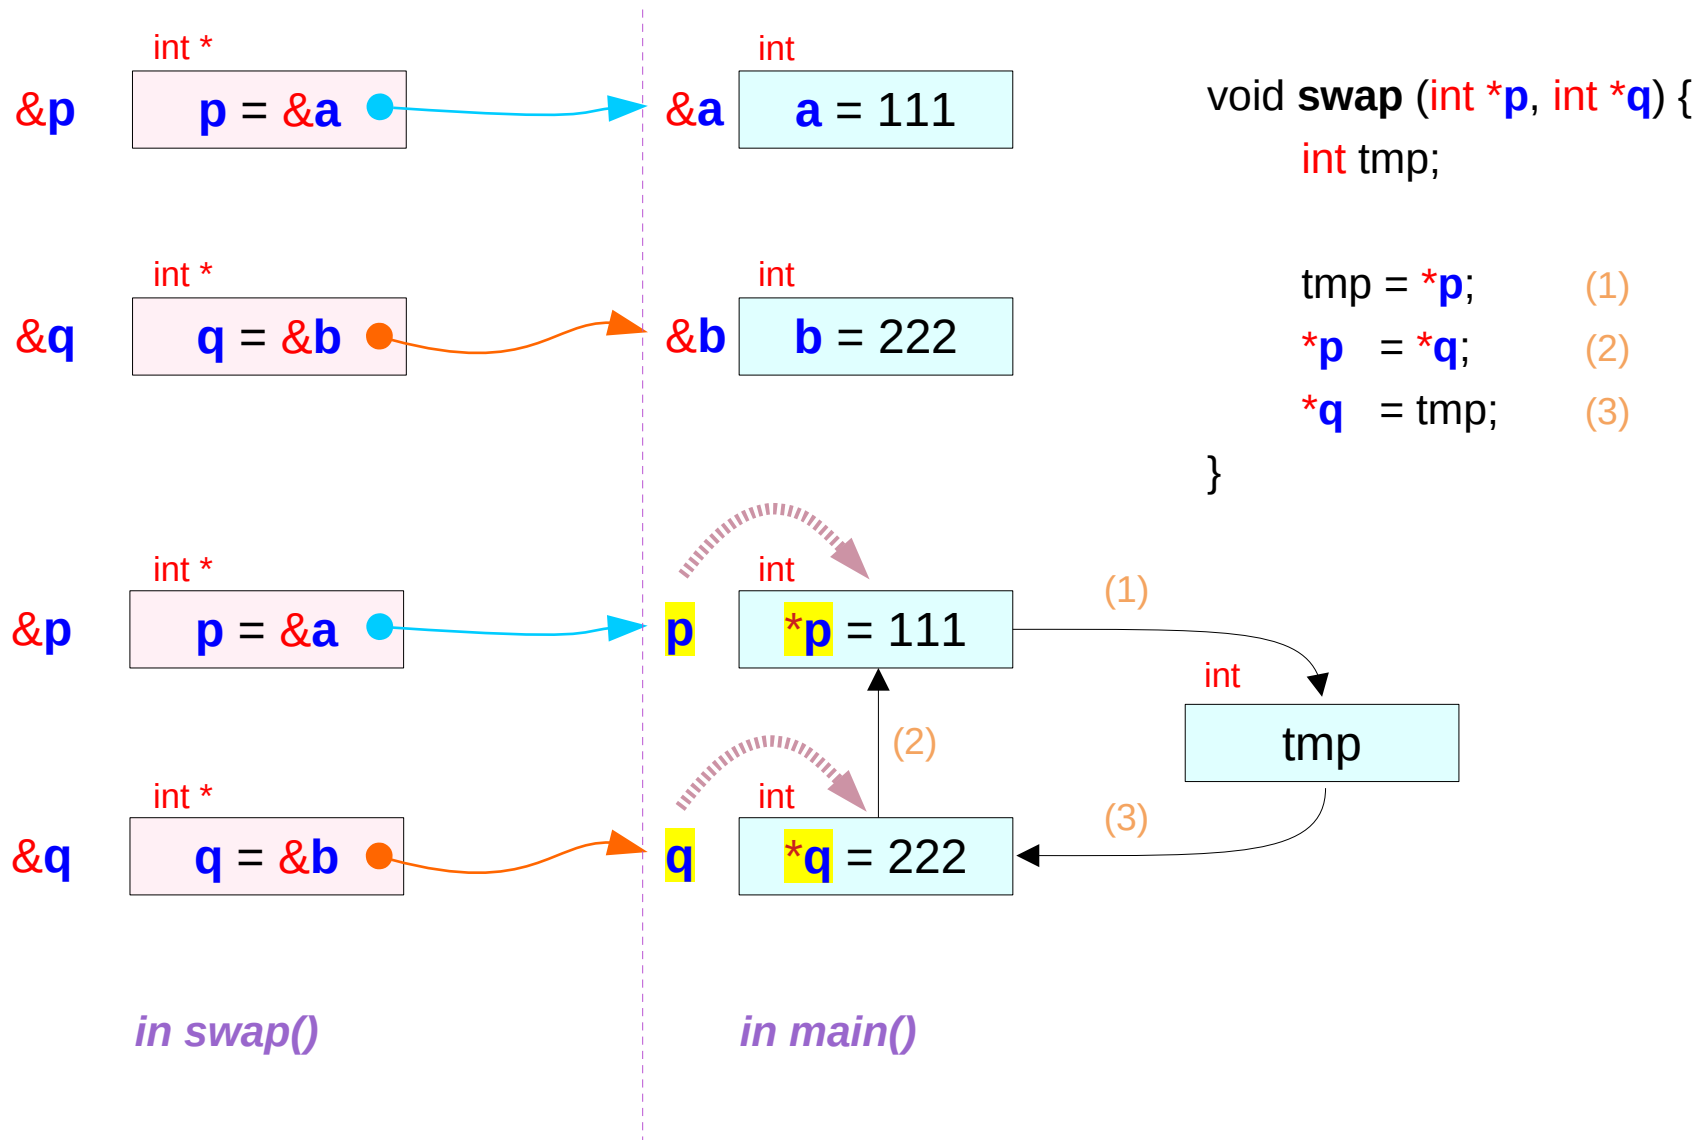 int *
int
&p
p = &a
&a
a = 111
void swap (int *p, int *q) {
int tmp;
int *
int
&q
q = &b
&b
b = 222
tmp = *p; (1)
*p = *q; (2)
*q = tmp; (3)
}
int *
int
(1)
&p
p = &a
p
*p = 111
int
tmp
(2)
int *
int
(3)
&q
q = &b
q
*q = 222
in swap()
in main()